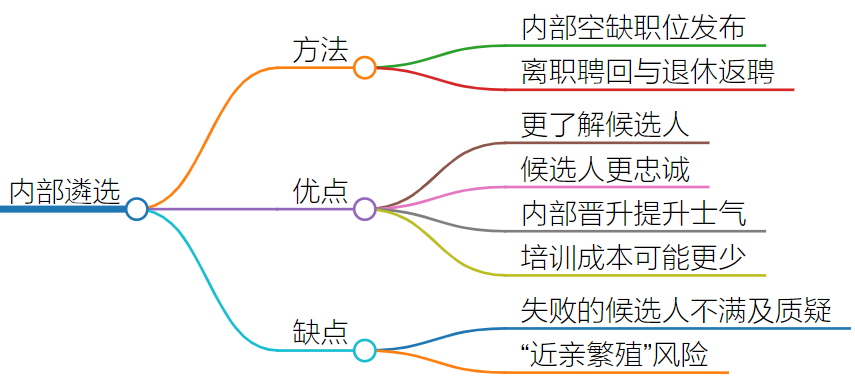 内部遴选
方法
内部空缺职位发布
离职聘回与退休返聘
优点
更了解候选人
候选人更忠诚
内部晋升提升士气
培训成本可能更少
缺点
失败的候选人不满及质疑
“近亲繁殖”风险